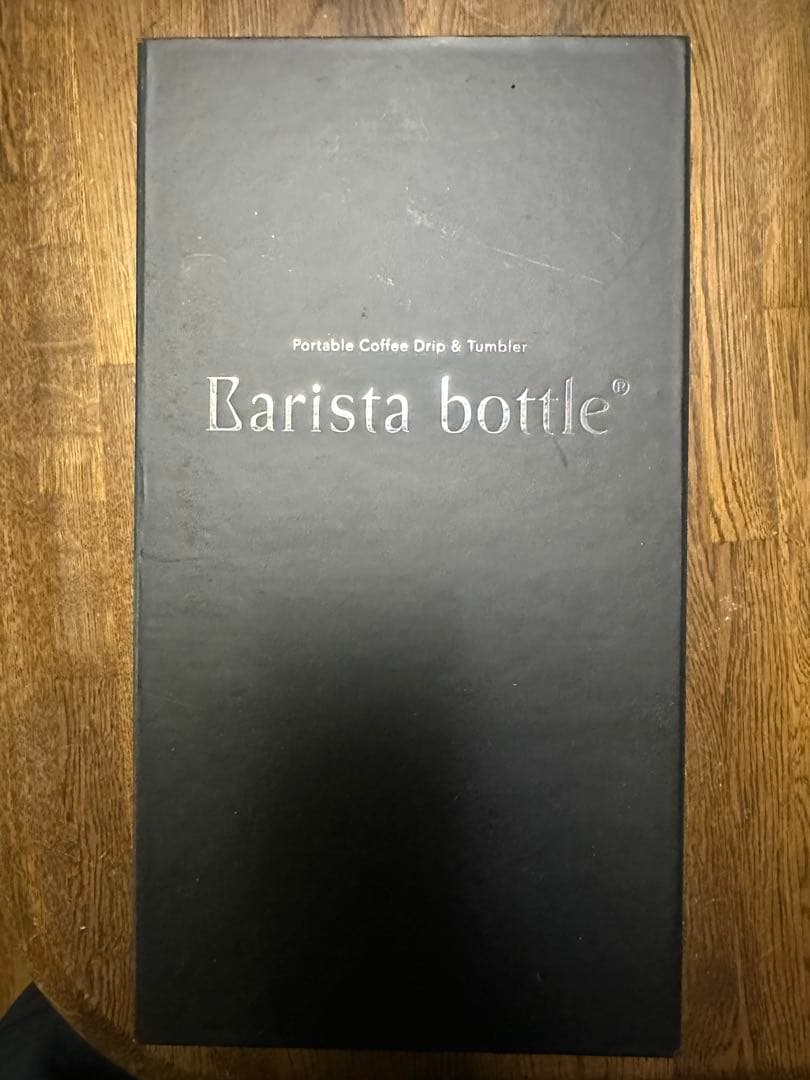 Portable Coffee Drip & Tumbler
Barista bottle®